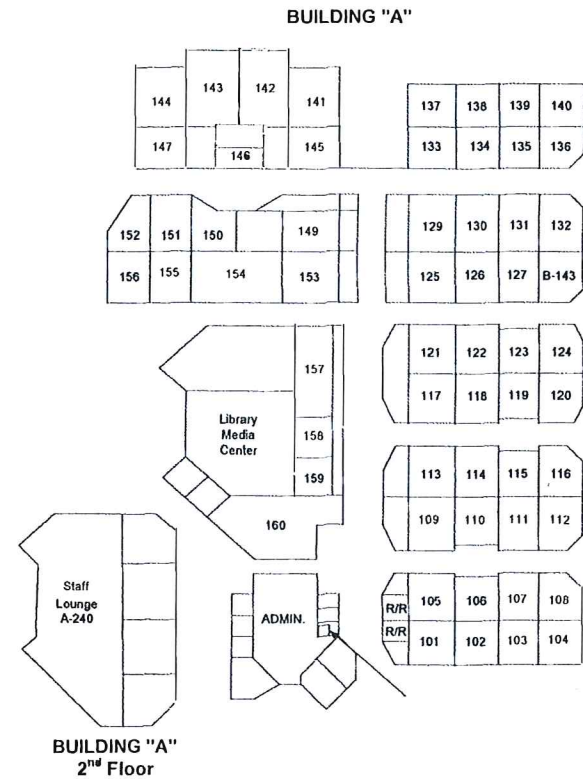 BUILDING "A"
143 142
144 141
147 146 145
137 138 139 140
133 134 135 136
152 151 150 149
156 155 154 153
129 130 131 132
125 126 127 B-143
157
Library
Media
Center
158
159
160
121 122 123 124
117 118 119 120
113 114 115 116
109 110 111 112
Staff
Lounge
A-240
ADMIN.
R/R 105 106 107 108
R/R 101 102 103 104
BUILDING "A"
2nd Floor